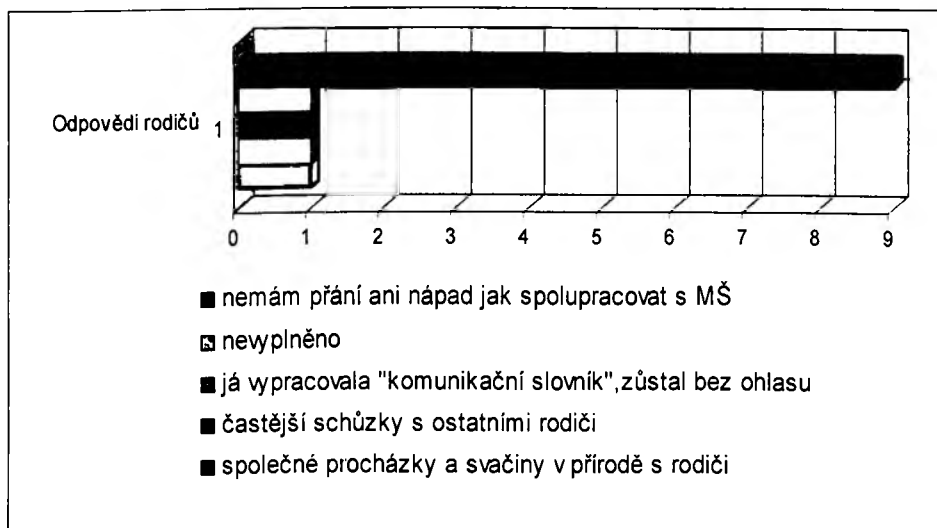 Odpovědi rodičů 1
0 1 2 3 4 5 6 7 8 9
nemám přání ani nápad jak spolupracovat s MŠ
nevyplněno
já vypracovala "komunikační slovník",zůstal bez ohlasu
častější schůzky s ostatními rodiči
společné procházky a svačiny v přírodě s rodiči